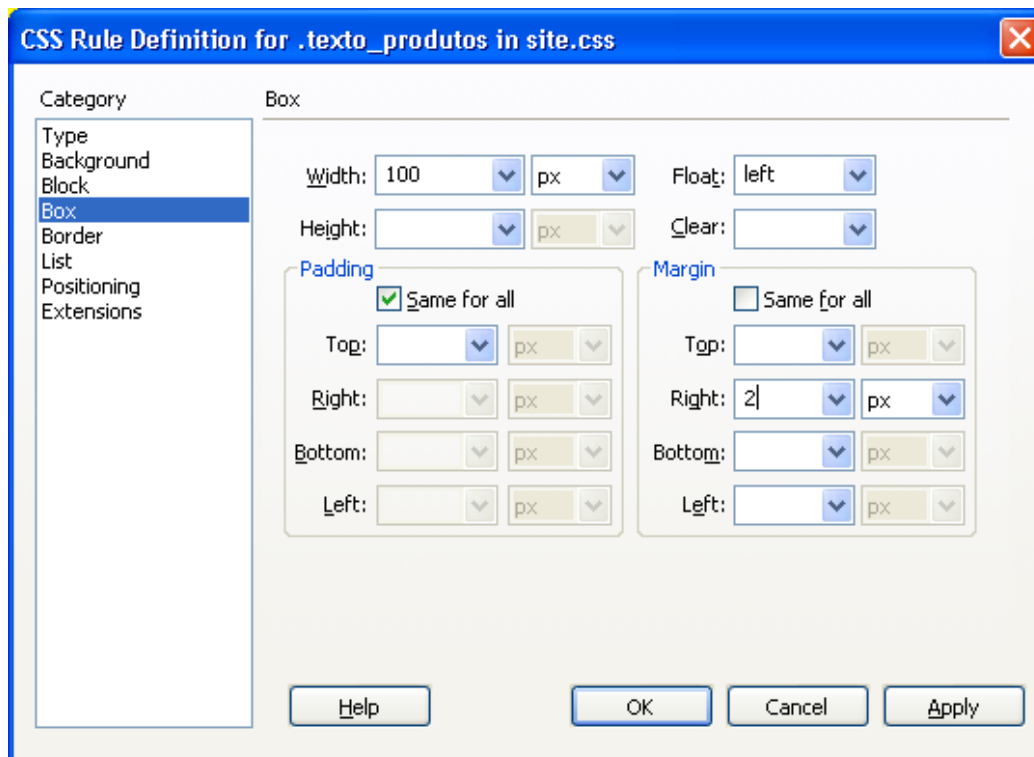 CSS Rule Definition for .texto_produtos in site.css
Category
Box
Type
Background
Block
Box
Border
List
Positioning
Extensions
Width: 100 px Float: left
Height: px Clear:
Padding Margin
Same for all Same for all
Top: px Top: px
Right: px Right: 2 px
Bottom: px Bottom: px
Left: px Left: px
Help OK Cancel Apply